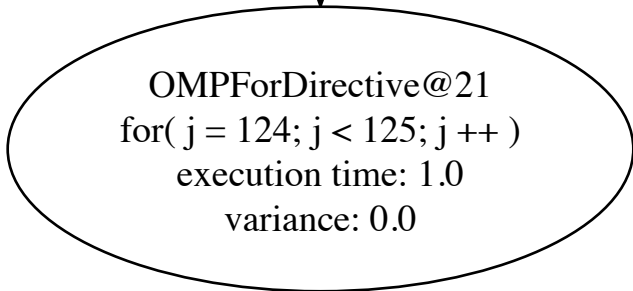 OMPForDirective@21
for( j = 124; j < 125; j ++ )
execution time: 1.0
variance: 0.0